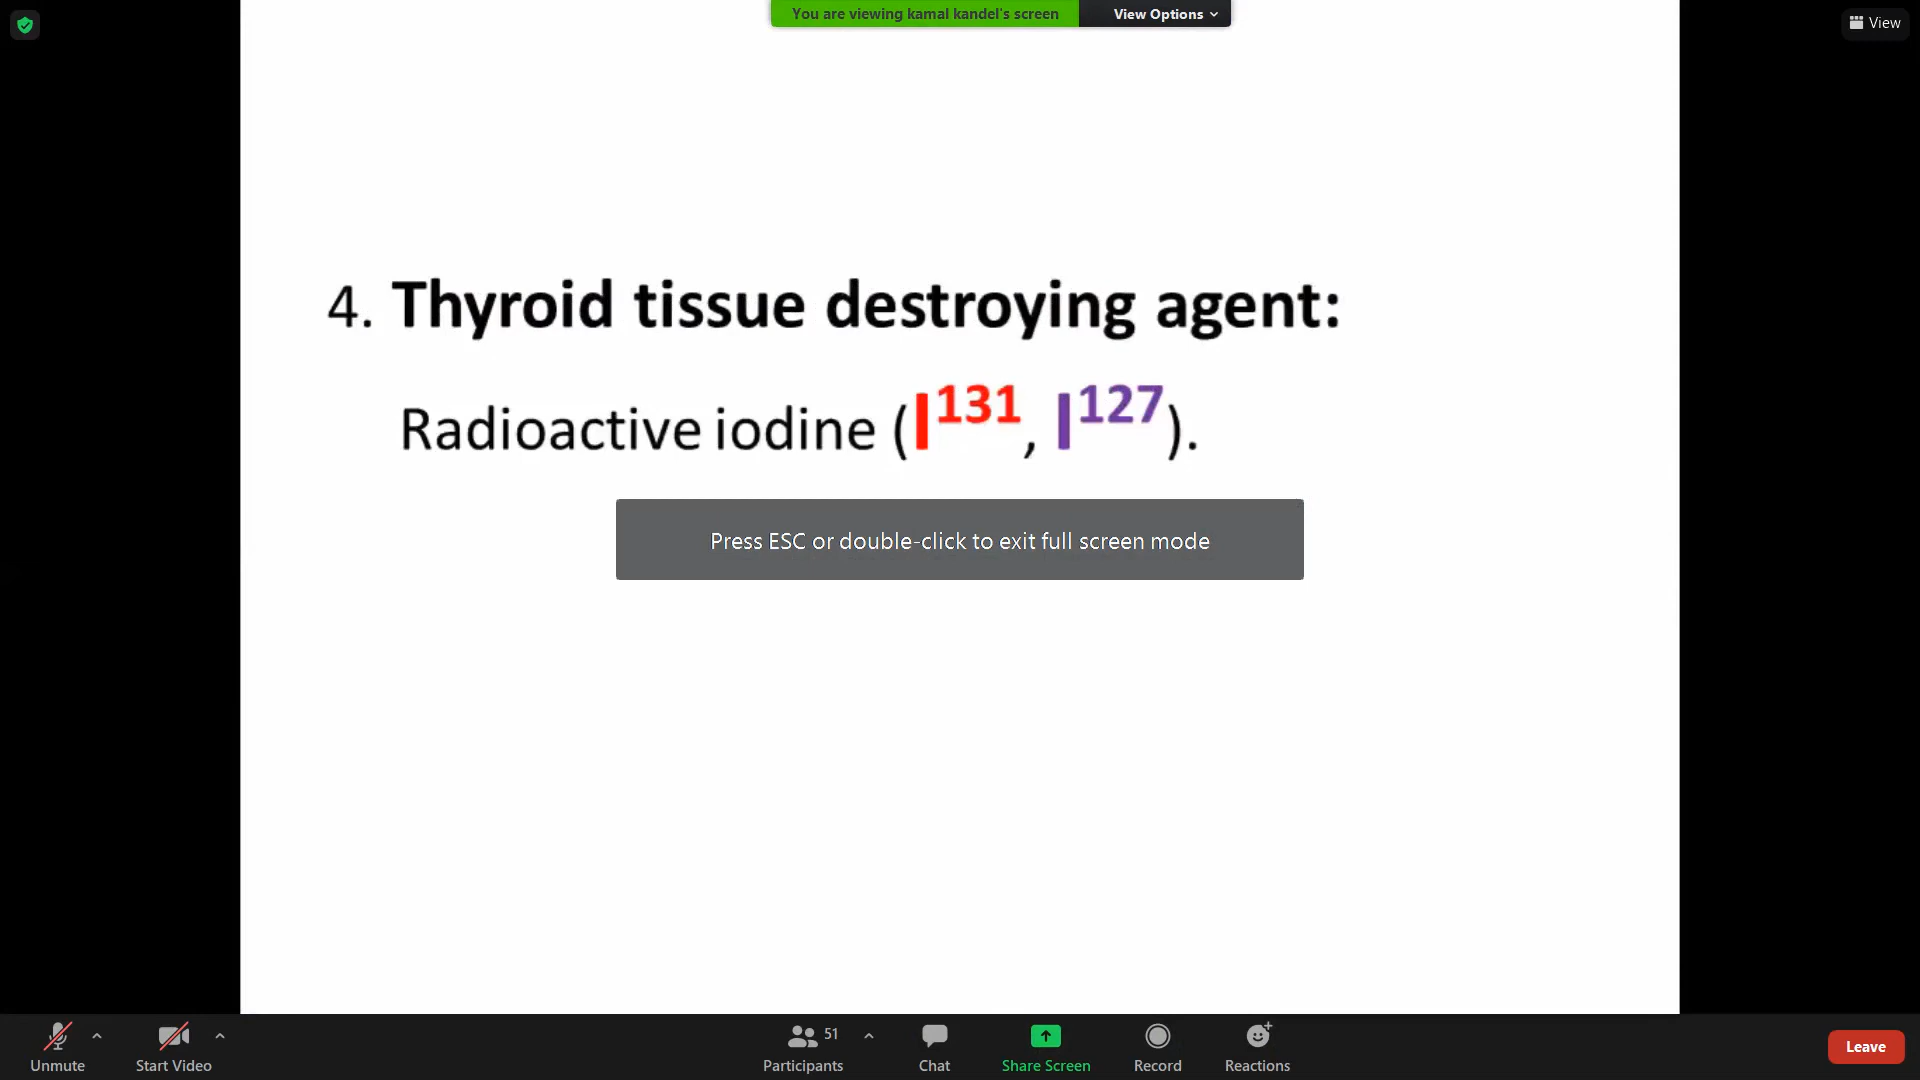 You are viewing kamal kandel's screen
View Options
View
4. Thyroid tissue destroying agent:
Radioactive iodine (I¹³¹, I¹²⁷).
Press ESC or double-click to exit full screen mode
Unmute
Start Video
51
Participants
Chat
Share Screen
Record
Reactions
Leave